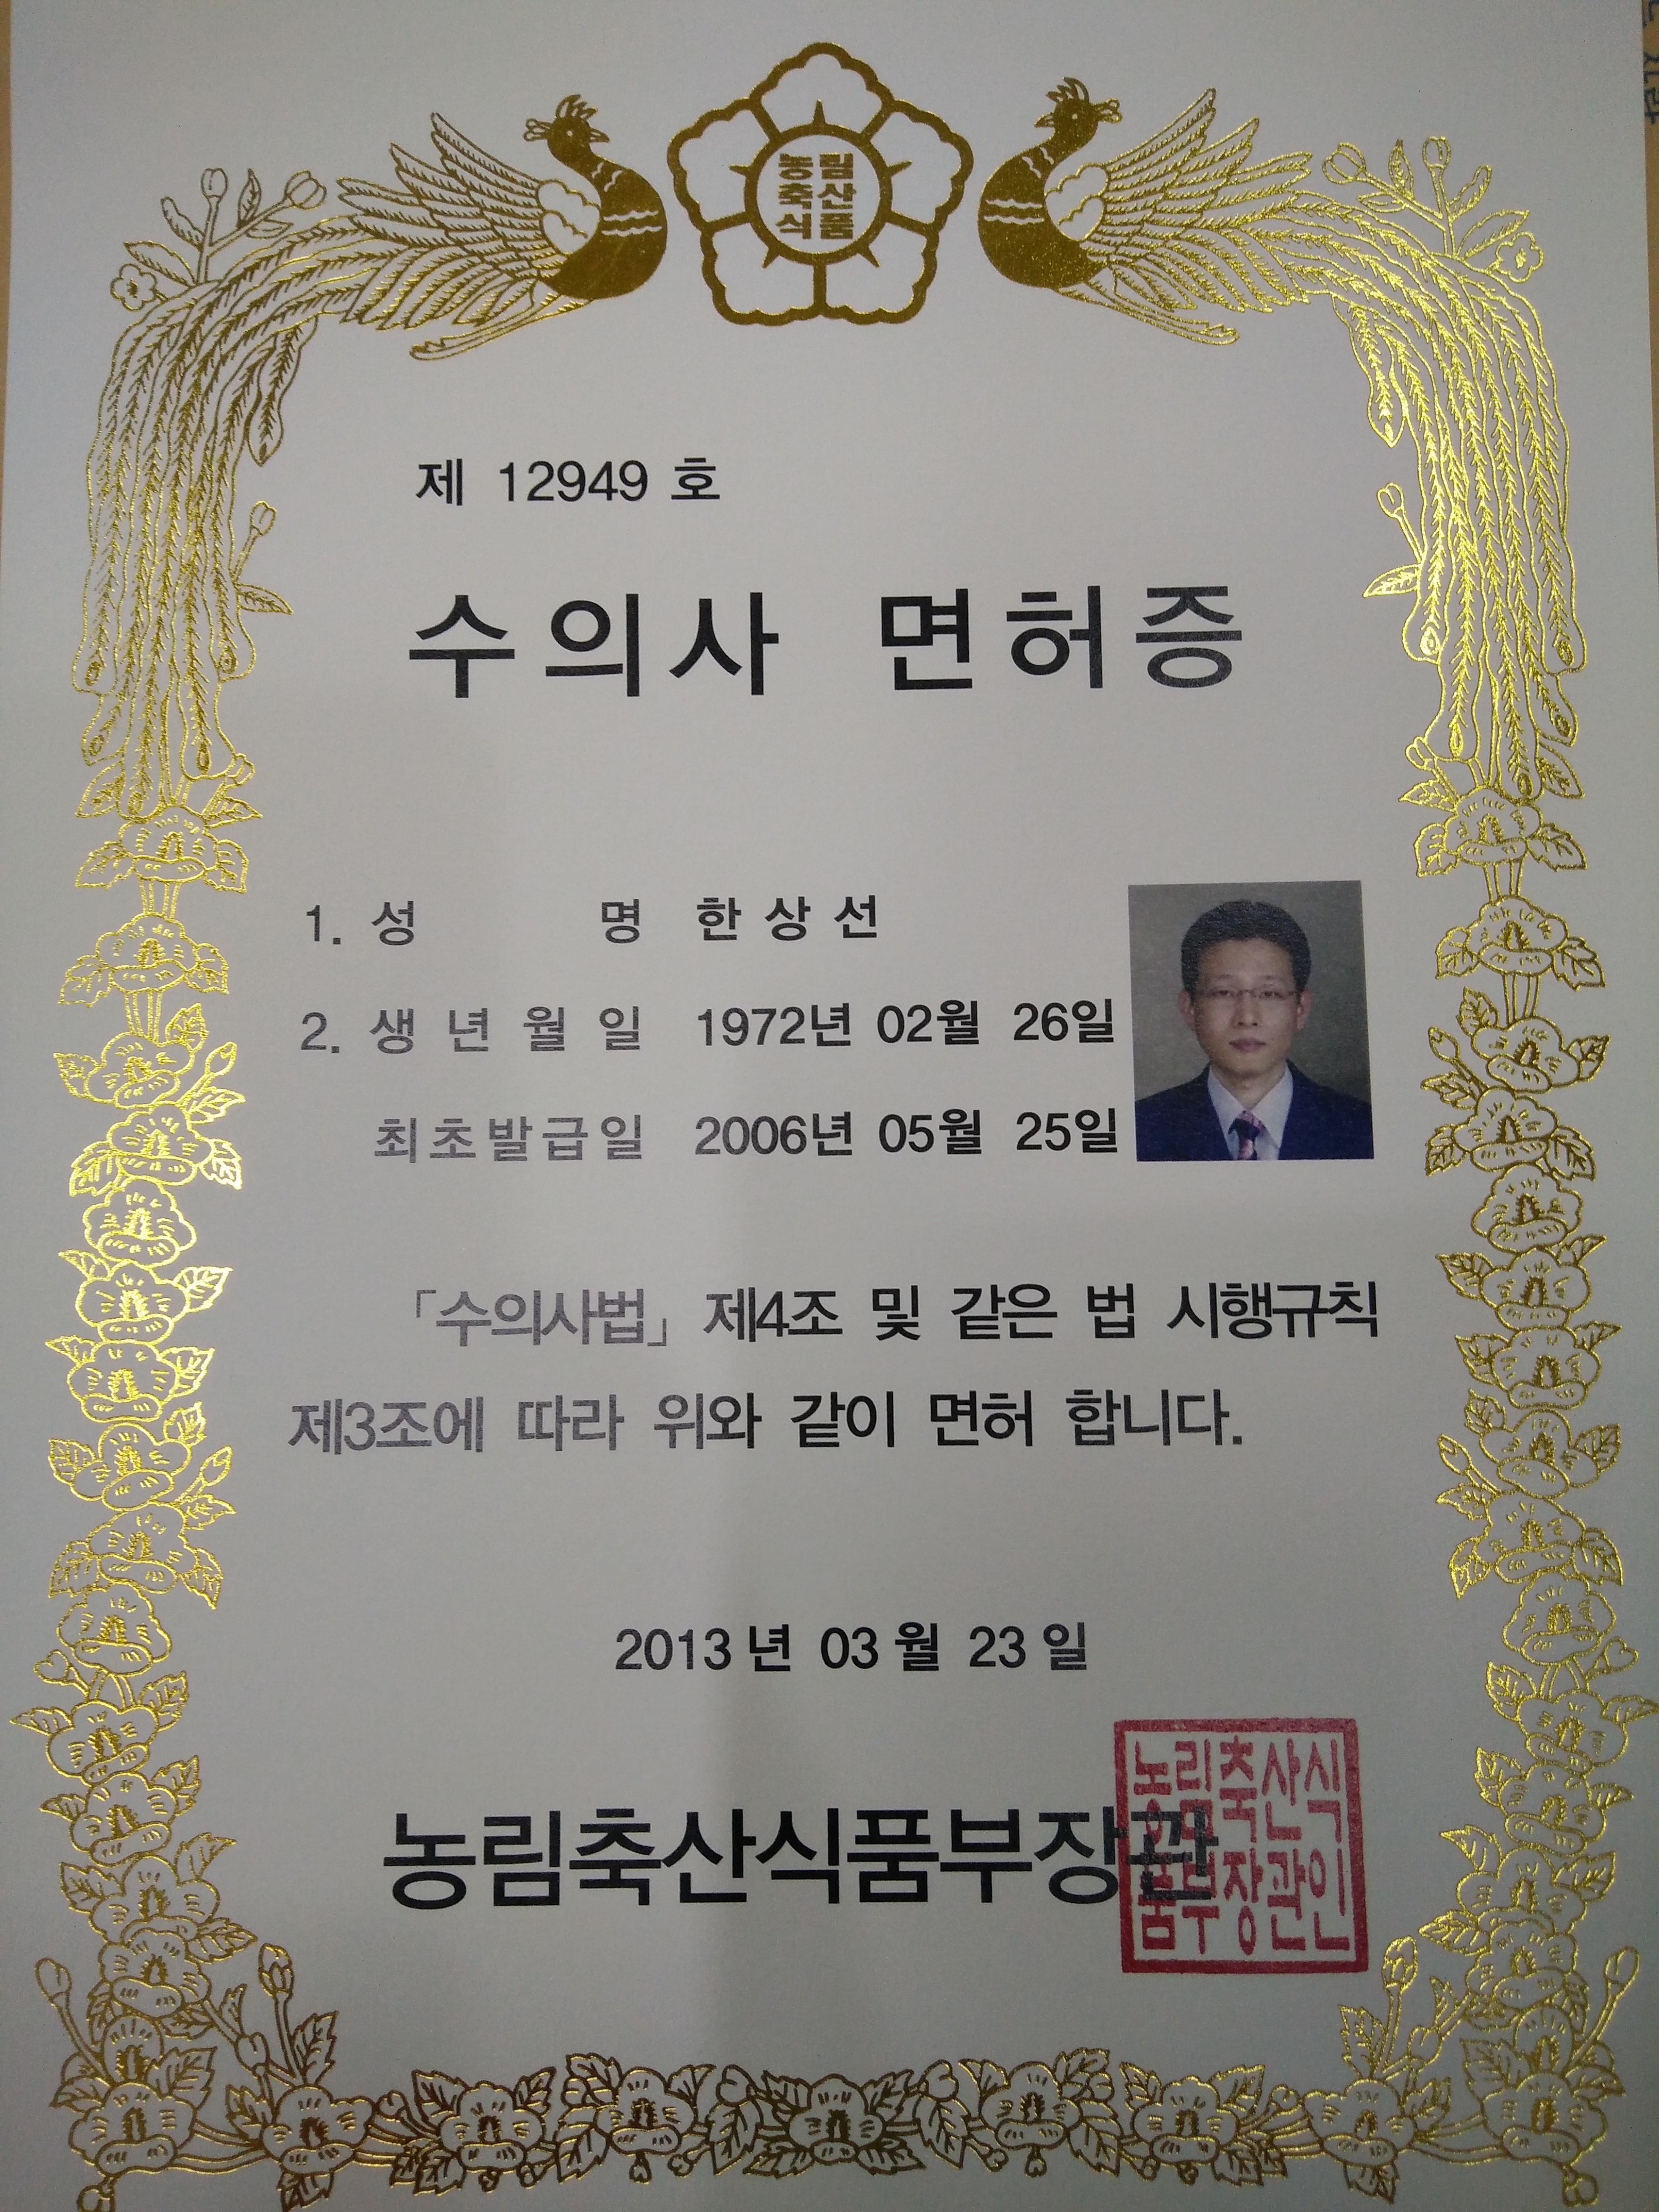 농림
축산
식품
제 12949 호
수의사 면허증
1. 성 명 한 상 선
2. 생 년 월 일 1972년 02월 26일
최초발급일 2006년 05월 25일
「수의사법」 제4조 및 같은 법 시행규칙
제3조에 따라 위와 같이 면허 합니다.
2013 년 03 월 23 일
농림축산식품부장관
농림축산식
품부장관인